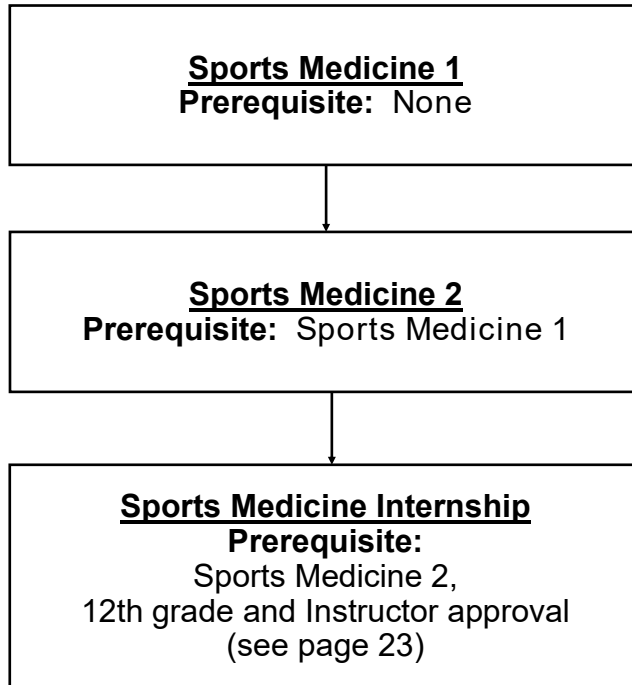 Sports Medicine 1
Prerequisite: None
Sports Medicine 2
Prerequisite: Sports Medicine 1
Sports Medicine Internship
Prerequisite:
Sports Medicine 2,
12th grade and Instructor approval
(see page 23)